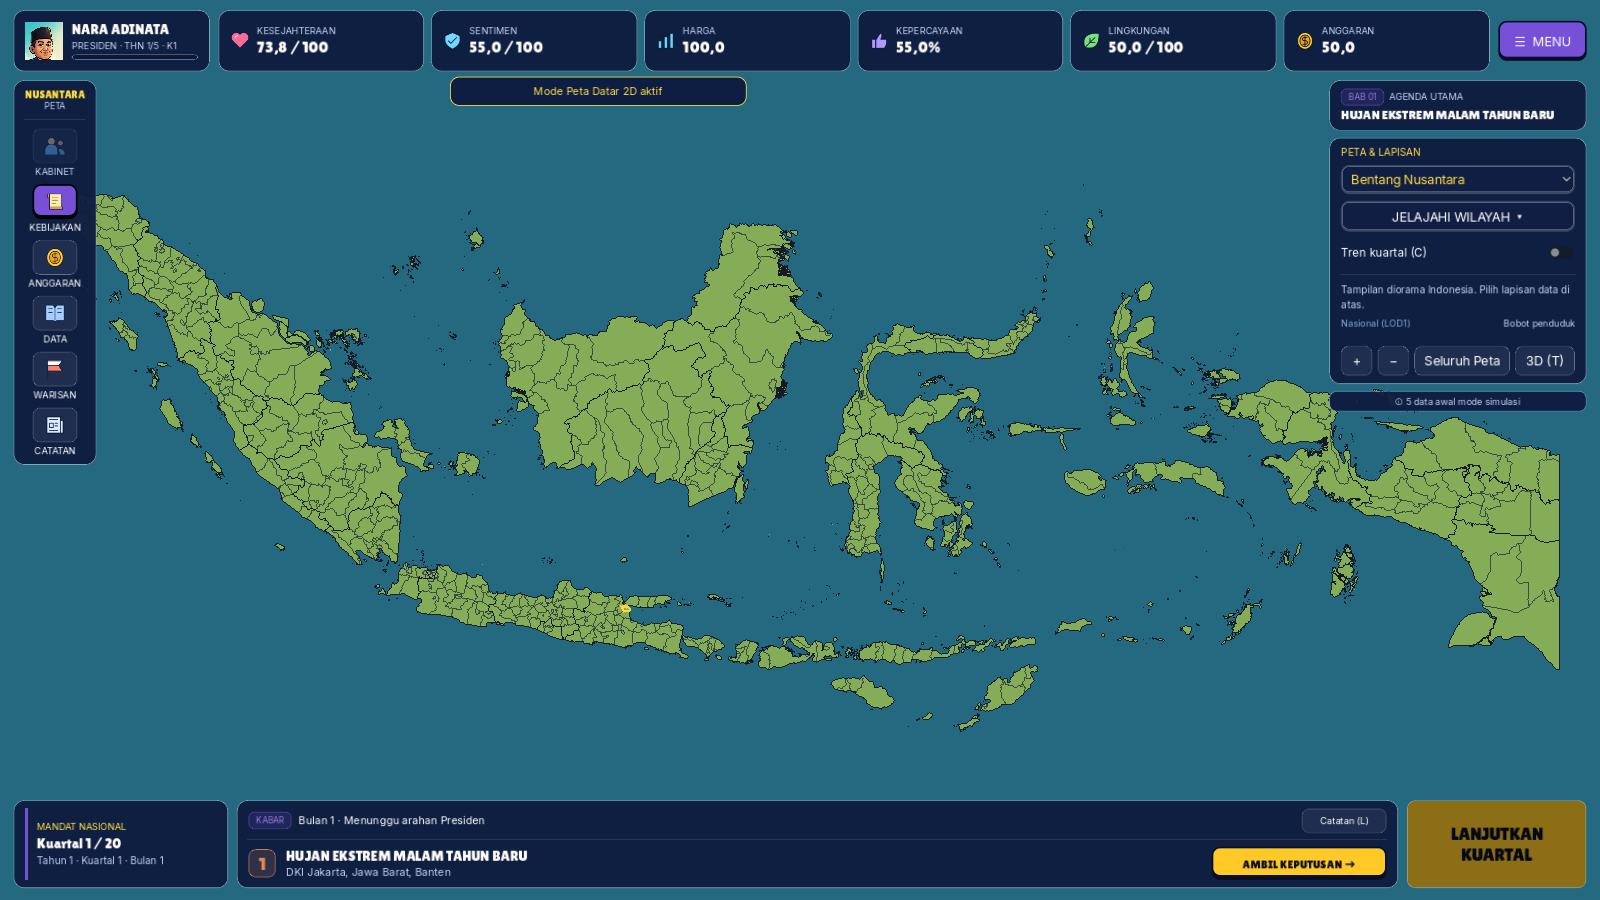 NARA ADINATA
PRESIDEN · THN 1/5 · K1
KESEJAHTERAAN
73,8 / 100
SENTIMEN
55,0 / 100
HARGA
100,0
KEPERCAYAAN
55,0%
LINGKUNGAN
50,0 / 100
ANGGARAN
50,0
☰ MENU
Mode Peta Datar 2D aktif
NUSANTARA
PETA
KABINET
KEBIJAKAN
ANGGARAN
DATA
WARISAN
CATATAN
BAB 01 AGENDA UTAMA
HUJAN EKSTREM MALAM TAHUN BARU
PETA & LAPISAN
Bentang Nusantara
JELAJAHI WILAYAH ▾
Tren kuartal (C)
Tampilan diorama Indonesia. Pilih lapisan data di
atas.
Nasional (LOD1) Bobot penduduk
+ − Seluruh Peta 3D (T)
5 data awal mode simulasi
MANDAT NASIONAL
Kuartal 1 / 20
Tahun 1 · Kuartal 1 · Bulan 1
KABAR Bulan 1 · Menunggu arahan Presiden
Catatan (L)
1 HUJAN EKSTREM MALAM TAHUN BARU
DKI Jakarta, Jawa Barat, Banten
AMBIL KEPUTUSAN →
LANJUTKAN
KUARTAL